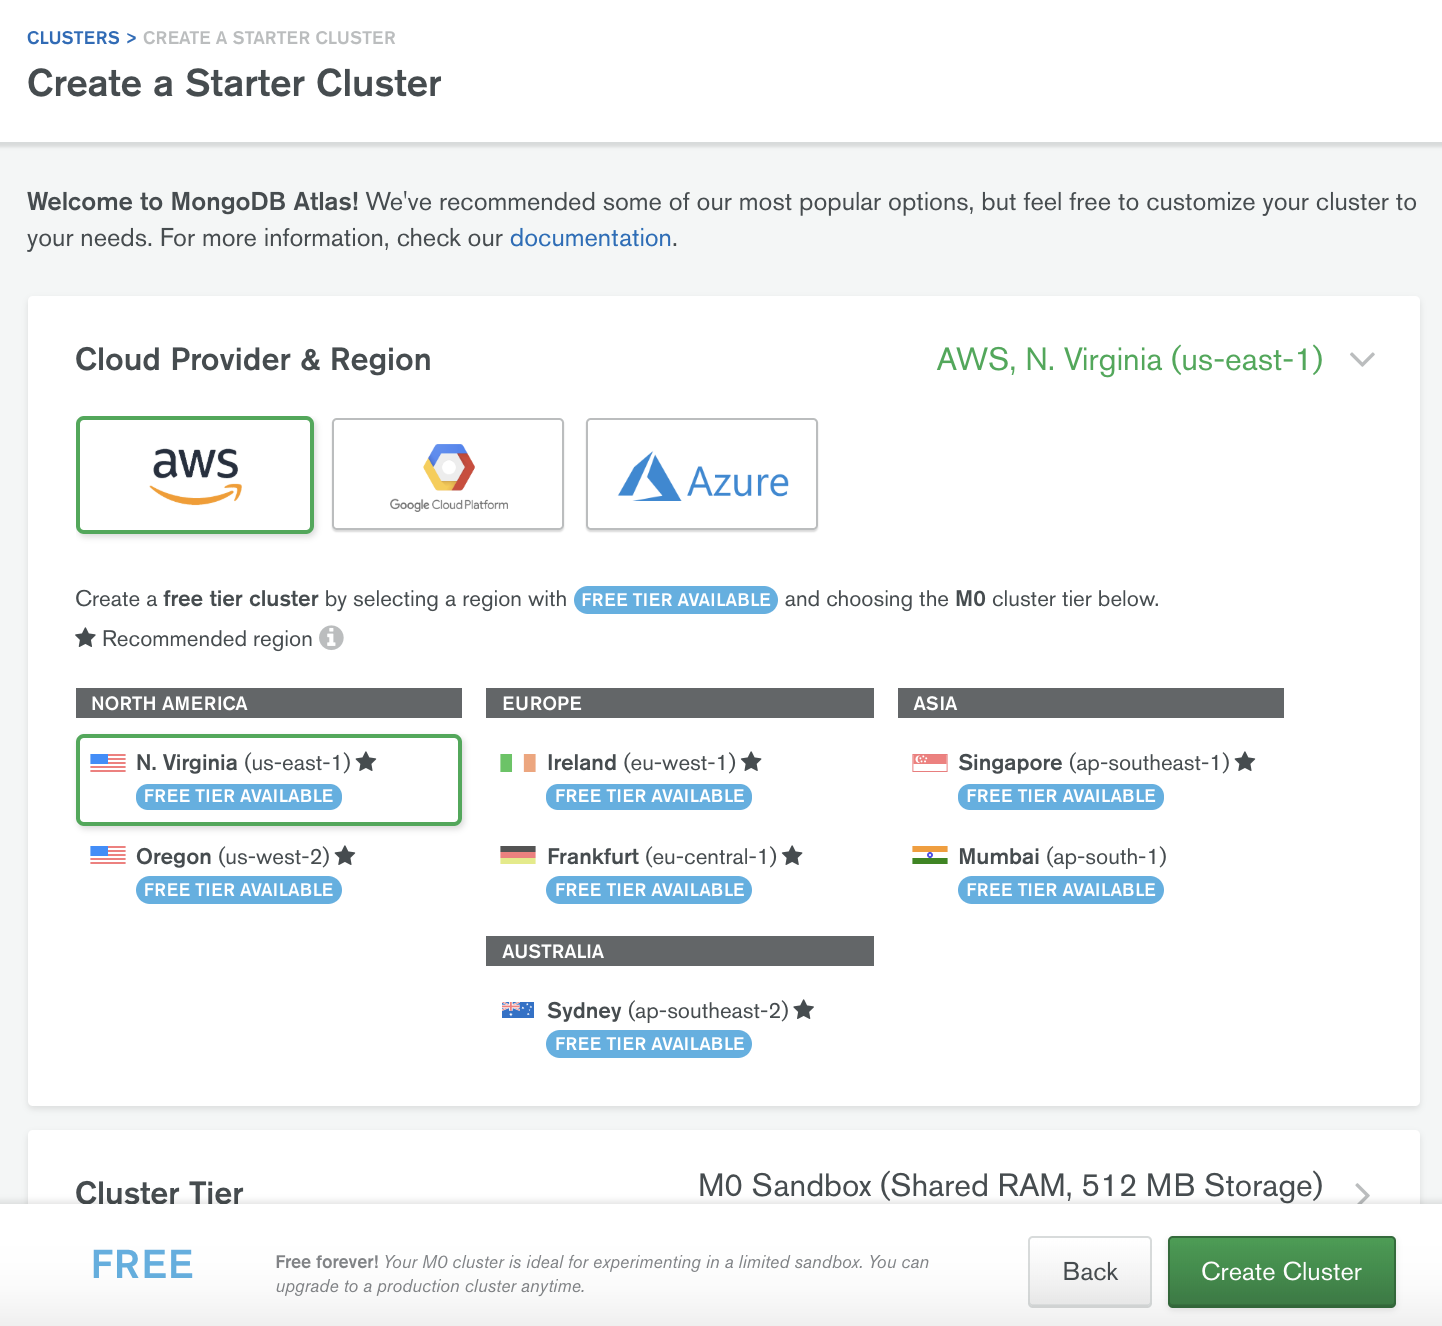 CLUSTERS > CREATE A STARTER CLUSTER
Create a Starter Cluster
Welcome to MongoDB Atlas! We've recommended some of our most popular options, but feel free to customize your cluster to
your needs. For more information, check our documentation.
Cloud Provider & Region
AWS, N. Virginia (us-east-1)
aws
Google Cloud Platform
Azure
Create a free tier cluster by selecting a region with FREE TIER AVAILABLE and choosing the M0 cluster tier below.
★ Recommended region i
NORTH AMERICA
N. Virginia (us-east-1) ★
FREE TIER AVAILABLE
Oregon (us-west-2) ★
FREE TIER AVAILABLE
EUROPE
Ireland (eu-west-1) ★
FREE TIER AVAILABLE
Frankfurt (eu-central-1) ★
FREE TIER AVAILABLE
AUSTRALIA
Sydney (ap-southeast-2) ★
FREE TIER AVAILABLE
ASIA
Singapore (ap-southeast-1) ★
FREE TIER AVAILABLE
Mumbai (ap-south-1)
FREE TIER AVAILABLE
Cluster Tier
M0 Sandbox (Shared RAM, 512 MB Storage)
FREE
Free forever! Your M0 cluster is ideal for experimenting in a limited sandbox. You can
upgrade to a production cluster anytime.
Back
Create Cluster